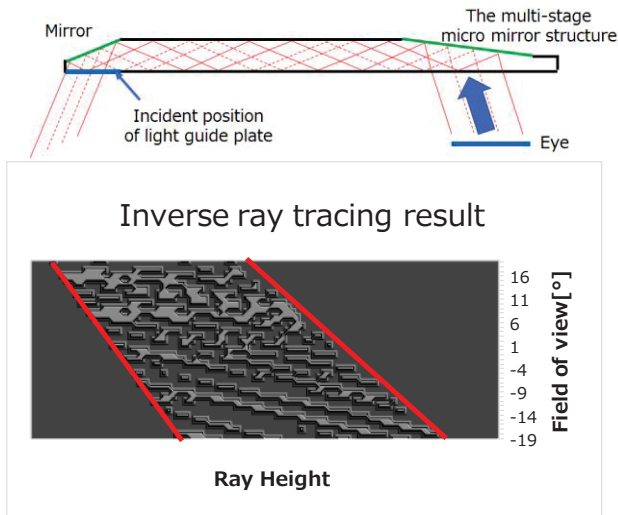 Mirror
The multi-stage
micro mirror structure
Incident position
of light guide plate
Eye
Inverse ray tracing result
16
11
6
1
-4
-9
-14
-19
Field of view[°]
Ray Height